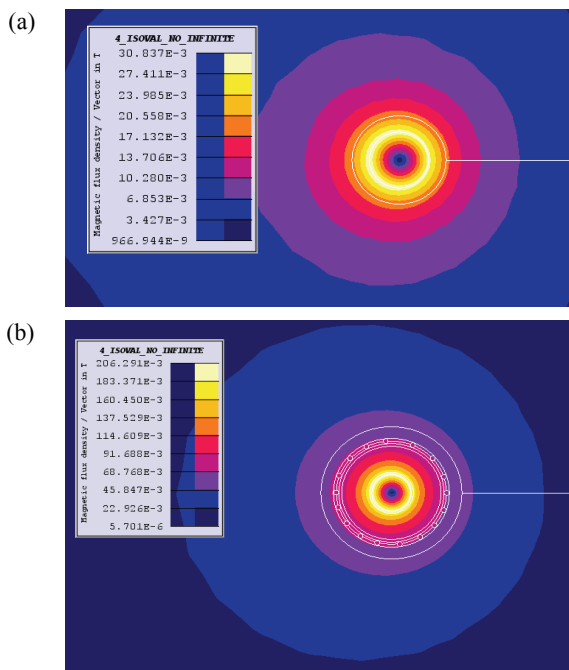 (a)
4_ISOVAL_NO_INFINITE
Magnetic flux density / Vector in T
30.837E-3
27.411E-3
23.985E-3
20.558E-3
17.132E-3
13.706E-3
10.280E-3
6.853E-3
3.427E-3
966.944E-9
(b)
4_ISOVAL_NO_INFINITE
Magnetic flux density / Vector in T
206.291E-3
183.371E-3
160.450E-3
137.529E-3
114.609E-3
91.688E-3
68.768E-3
45.847E-3
22.926E-3
5.701E-6